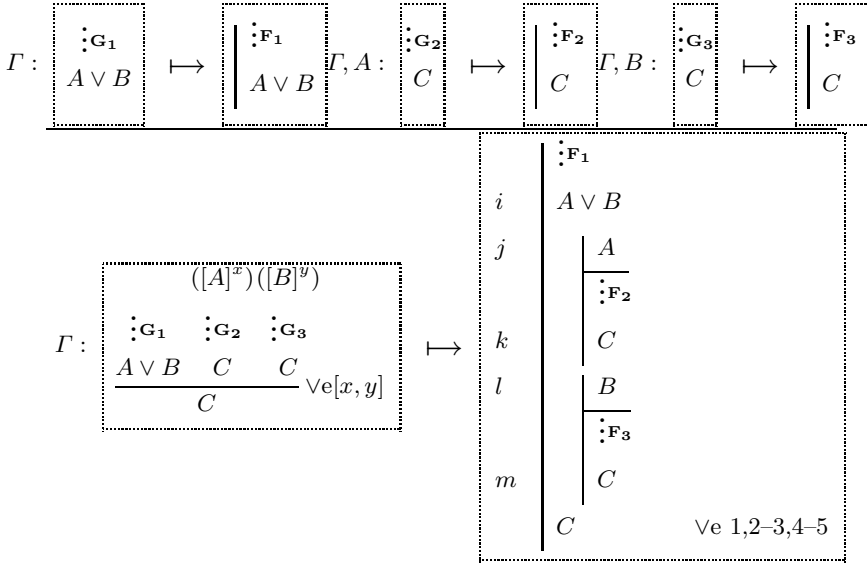 Γ : ⋮G₁ ↦ ⋮F₁ Γ, A : ⋮G₂ ↦ ⋮F₂ Γ, B : ⋮G₃ ↦ ⋮F₃
A ∨ B A ∨ B C C C C
Γ : ([A]ˣ)([B]ʸ)
⋮G₁ ⋮G₂ ⋮G₃
A ∨ B C C
C ∨e[x, y]
↦
⋮F₁
i A ∨ B
j A
⋮F₂
k C
l B
⋮F₃
m C
C ∨e 1,2–3,4–5